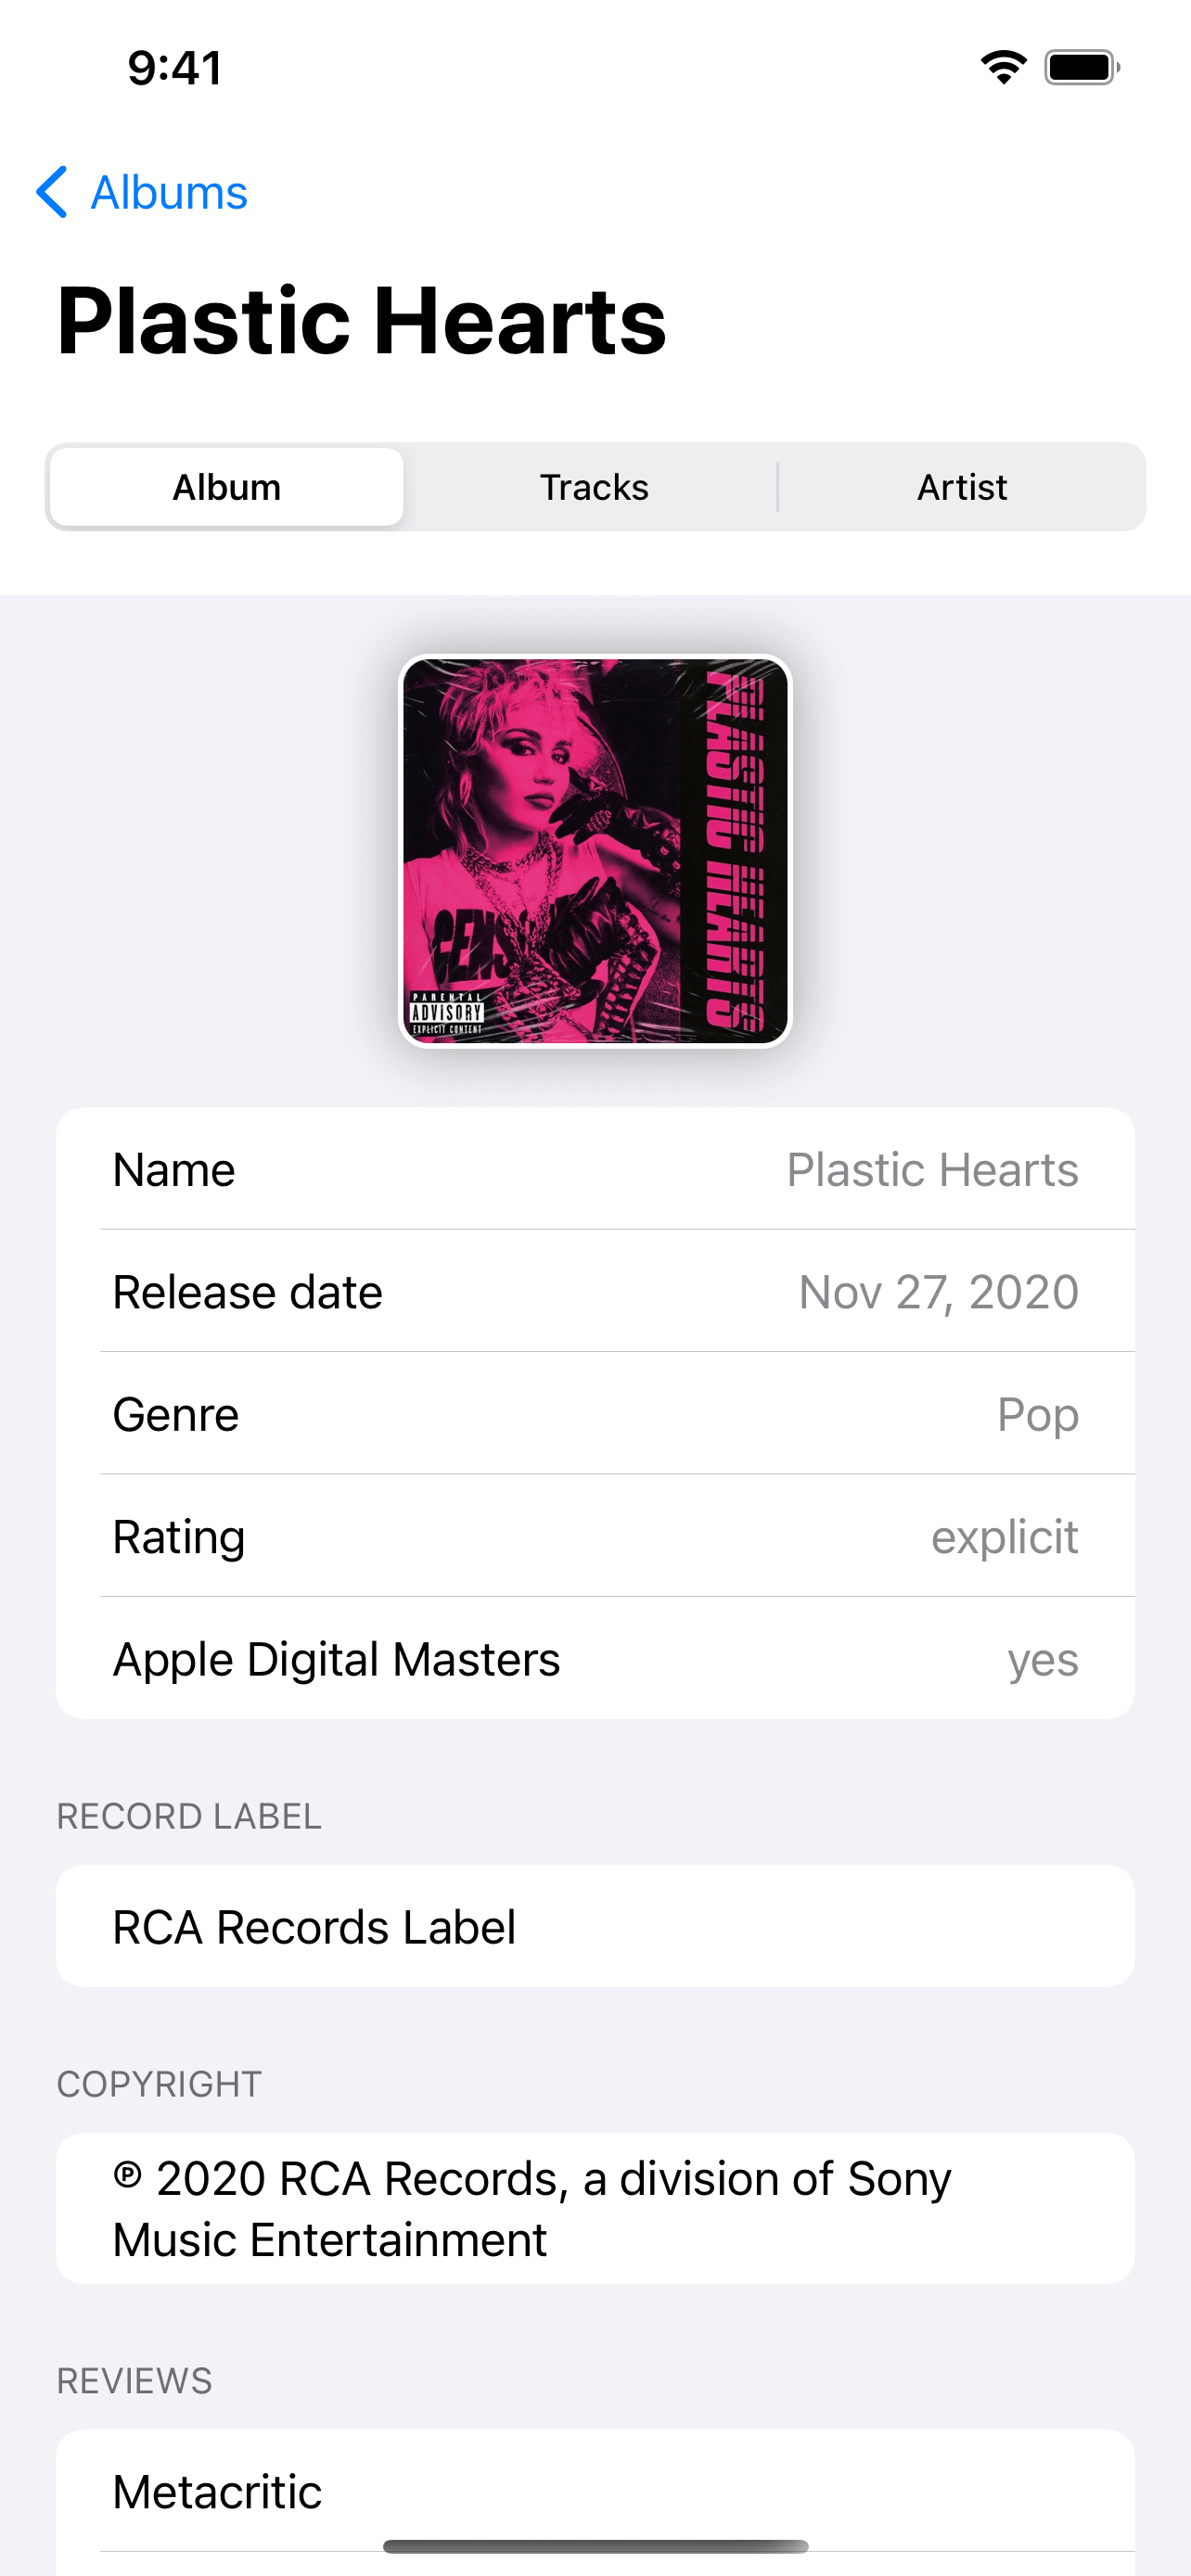 9:41
Albums
Plastic Hearts
Album
Tracks
Artist
PLASTIC HEARTS
CENS
PARENTAL
ADVISORY
EXPLICIT CONTENT
Name
Plastic Hearts
Release date
Nov 27, 2020
Genre
Pop
Rating
explicit
Apple Digital Masters
yes
RECORD LABEL
RCA Records Label
COPYRIGHT
℗ 2020 RCA Records, a division of Sony
Music Entertainment
REVIEWS
Metacritic